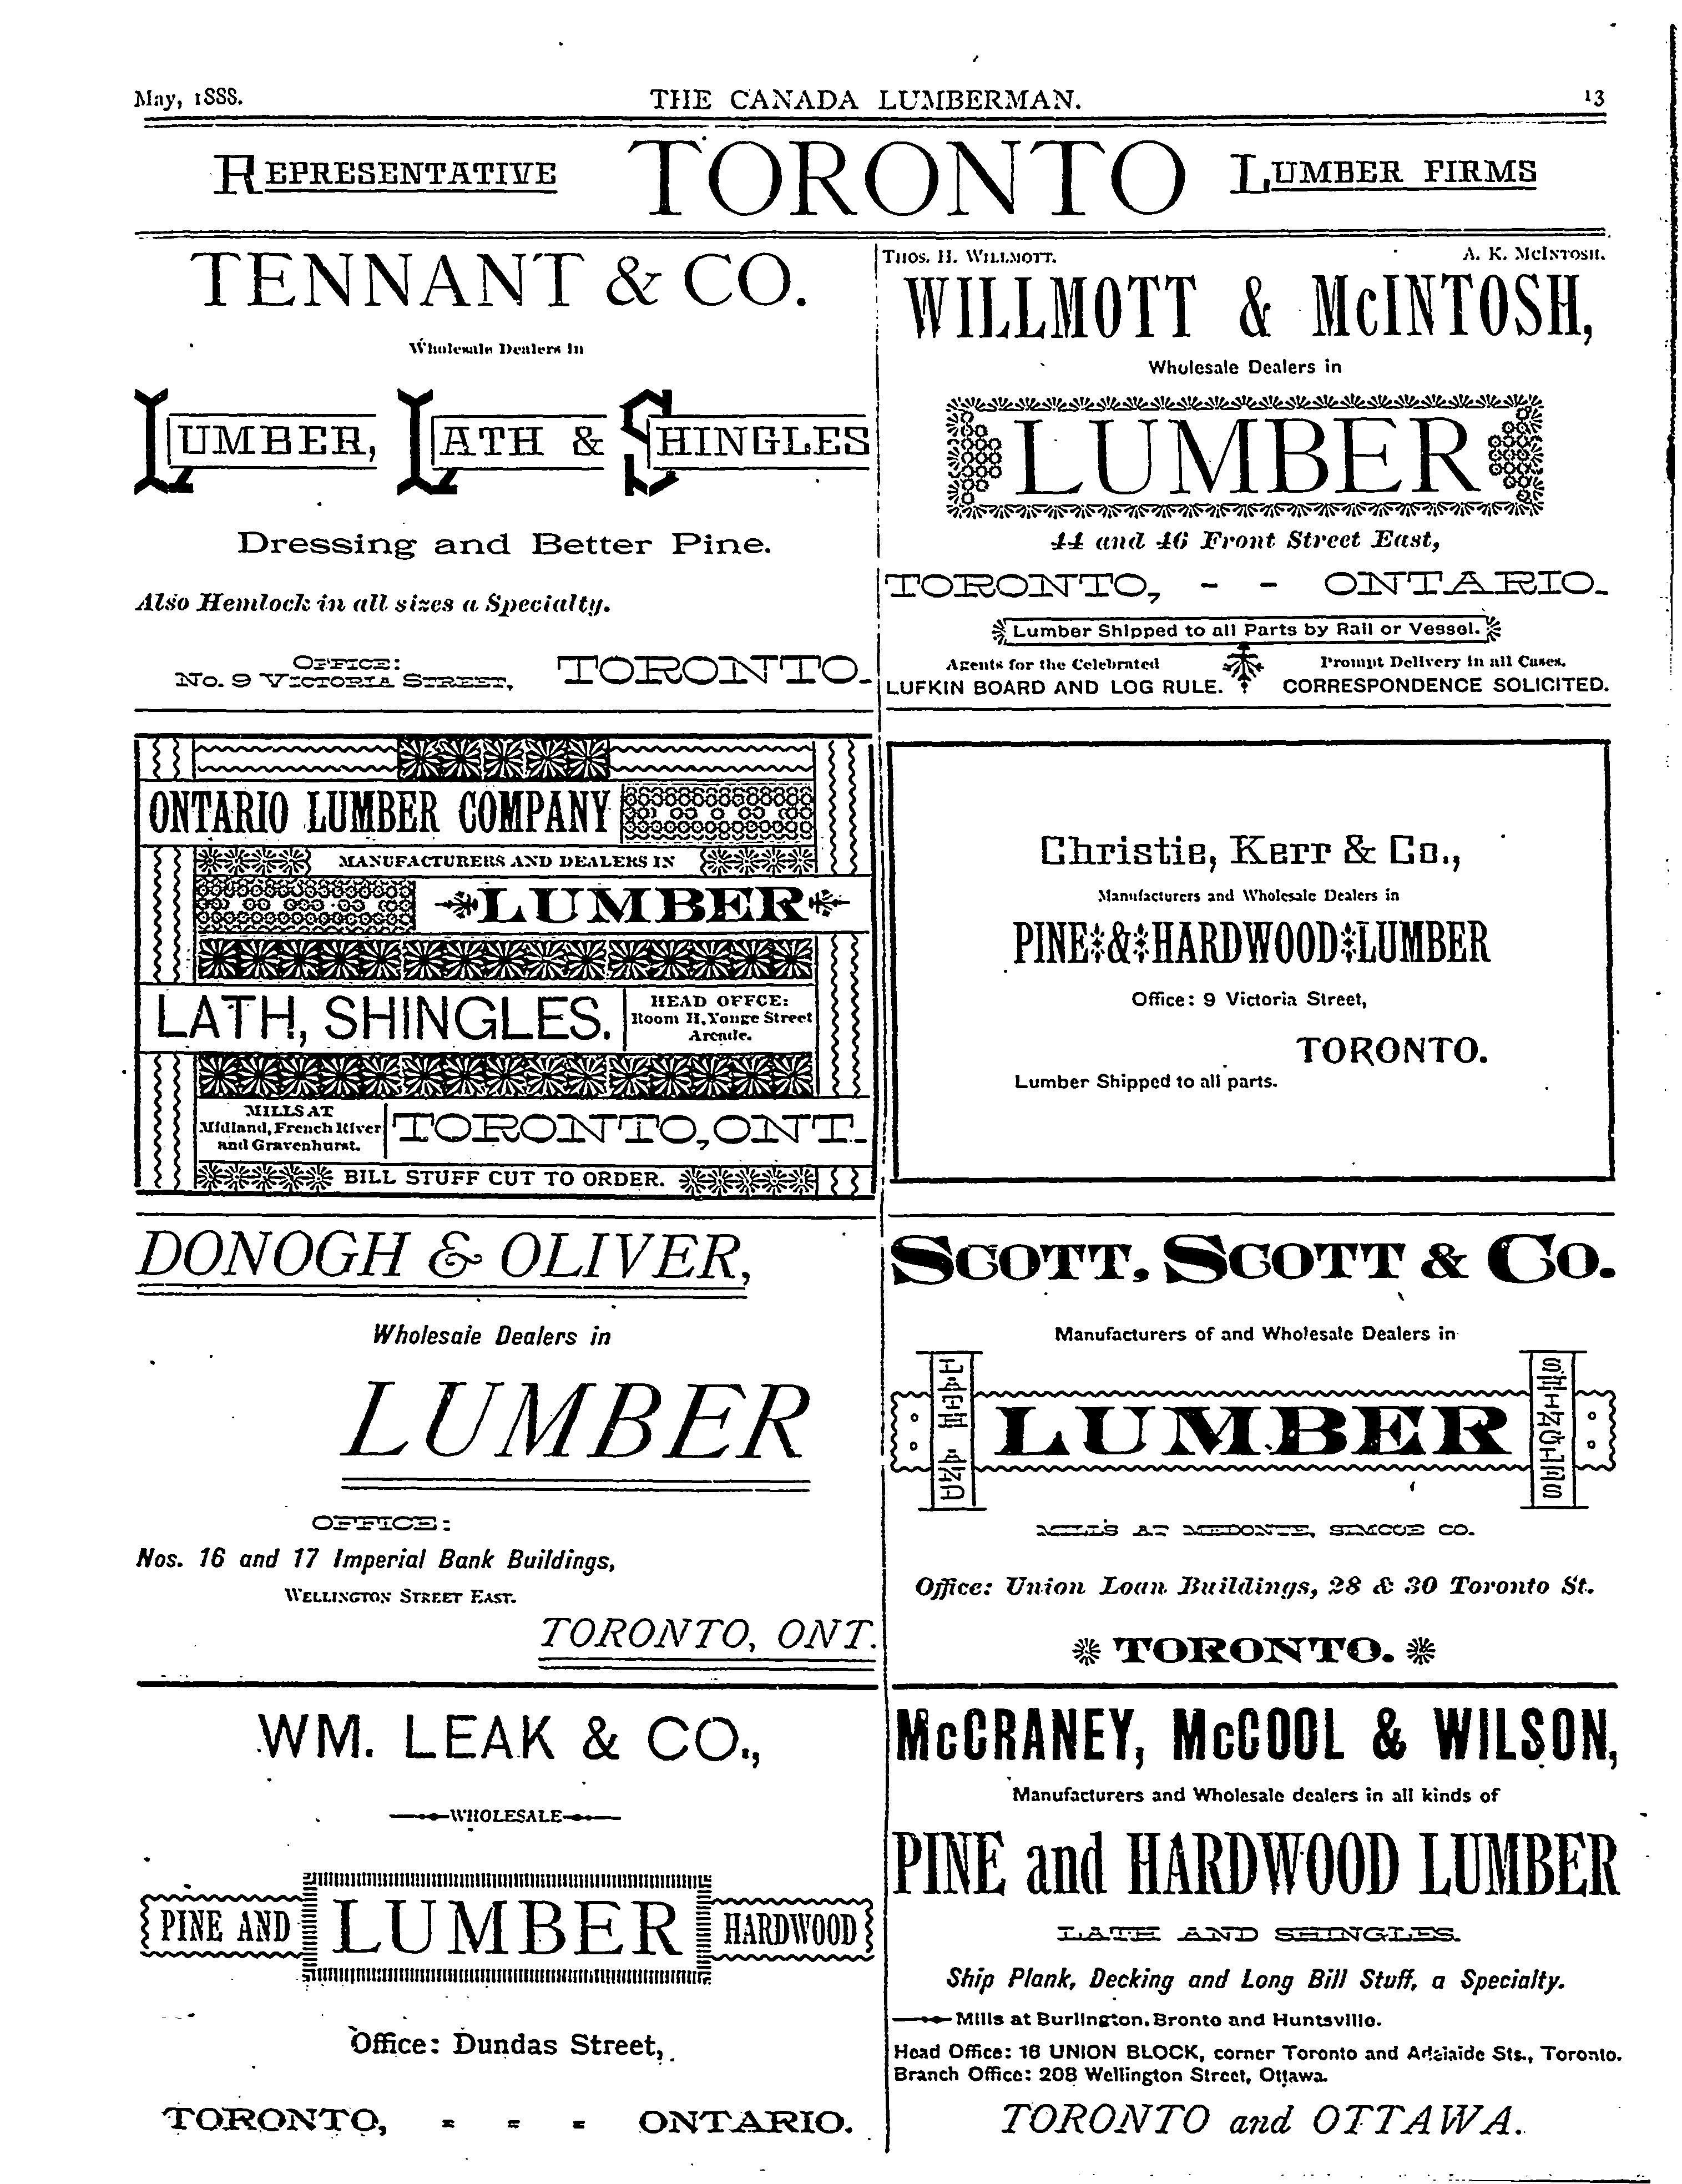 May, 1888.
THE CANADA LUMBERMAN.
13
REPRESENTATIVE TORONTO LUMBER FIRMS
TENNANT & CO.
Wholesale Dealers in
LUMBER, LATH & SHINGLES
Dressing and Better Pine.
Also Hemlock in all sizes a Specialty.
OFFICE:
NO. 9 VICTORIA STREET, TORONTO.
THOS. H. WILLMOTT. A. K. MCINTOSH.
WILLMOTT & McINTOSH,
Wholesale Dealers in
LUMBER
44 and 46 Front Street East,
TORONTO, - - ONTARIO.
Lumber Shipped to all Parts by Rail or Vessel.
Agents for the Celebrated
LUFKIN BOARD AND LOG RULE.
Prompt Delivery in all Cases.
CORRESPONDENCE SOLICITED.
ONTARIO LUMBER COMPANY
MANUFACTURERS AND DEALERS IN
LUMBER
LATH, SHINGLES.
HEAD OFFCE:
Room H, Yonge Street
Arcade.
MILLS AT
Midland, French River
and Gravenhurst.
TORONTO, ONT.
BILL STUFF CUT TO ORDER.
Christie, Kerr & Co.,
Manufacturers and Wholesale Dealers in
PINE & HARDWOOD LUMBER
Office: 9 Victoria Street,
TORONTO.
Lumber Shipped to all parts.
DONOGH & OLIVER,
Wholesale Dealers in
LUMBER
OFFICE:
Nos. 16 and 17 Imperial Bank Buildings,
WELLINGTON STREET EAST.
TORONTO, ONT.
SCOTT, SCOTT & CO.
Manufacturers of and Wholesale Dealers in
LATH AND
LUMBER
SHINGLES
MILLS AT MEDONTE, SIMCOE CO.
Office: Union Loan Buildings, 28 & 30 Toronto St.
TORONTO.
WM. LEAK & CO.,
WHOLESALE
PINE AND LUMBER HARDWOOD
Office: Dundas Street,
TORONTO, - - - ONTARIO.
McCRANEY, McCOOL & WILSON,
Manufacturers and Wholesale dealers in all kinds of
PINE and HARDWOOD LUMBER
LATH AND SHINGLES.
Ship Plank, Decking and Long Bill Stuff, a Specialty.
Mills at Burlington, Bronto and Huntsville.
Head Office: 18 UNION BLOCK, corner Toronto and Adelaide Sts., Toronto.
Branch Office: 208 Wellington Street, Ottawa.
TORONTO and OTTAWA.